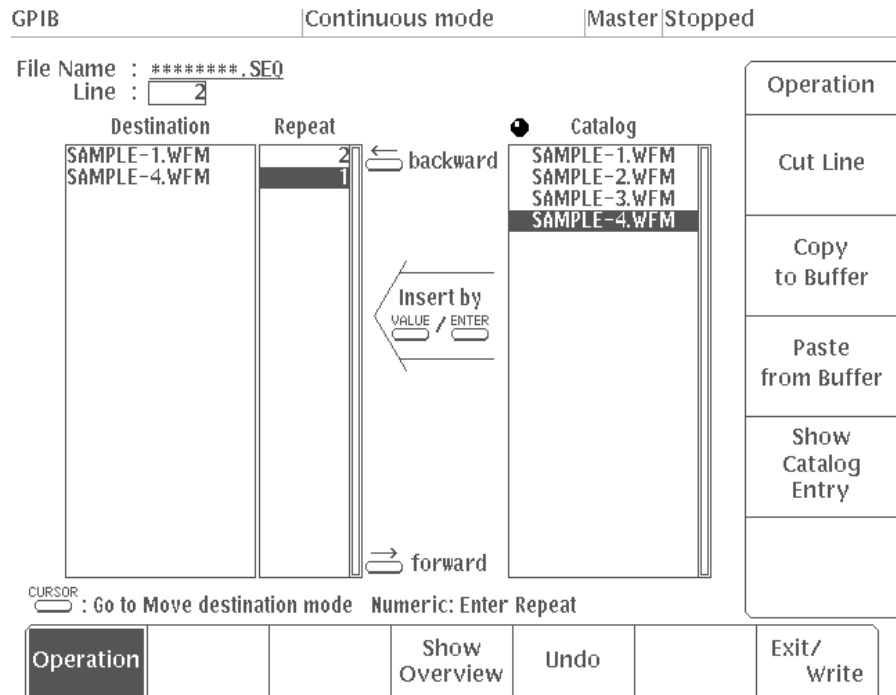 GPIB Continuous mode Master Stopped
File Name : ********.SEQ
Line : 2
Destination Repeat Catalog
SAMPLE-1.WFM 2
SAMPLE-4.WFM 1
← backward
SAMPLE-1.WFM
SAMPLE-2.WFM
SAMPLE-3.WFM
SAMPLE-4.WFM
Insert by
VALUE / ENTER
→ forward
CURSOR : Go to Move destination mode Numeric: Enter Repeat
Operation
Cut Line
Copy
to Buffer
Paste
from Buffer
Show
Catalog
Entry
Operation
Show
Overview
Undo
Exit/
Write